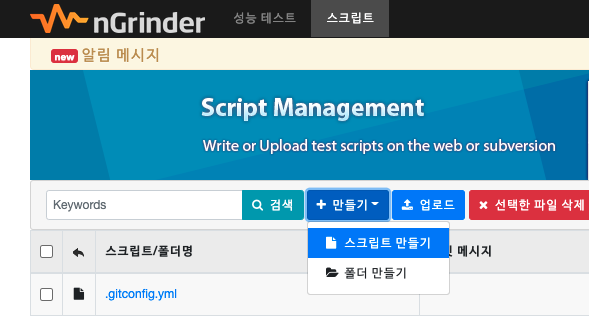 nGrinder 성능 테스트 스크립트
new 알림 메시지
Script Management
Write or Upload test scripts on the web or subversion
Keywords 검색 만들기 업로드 선택한 파일 삭제
스크립트 만들기
폴더 만들기
스크립트/폴더명 메시지
.gitconfig.yml